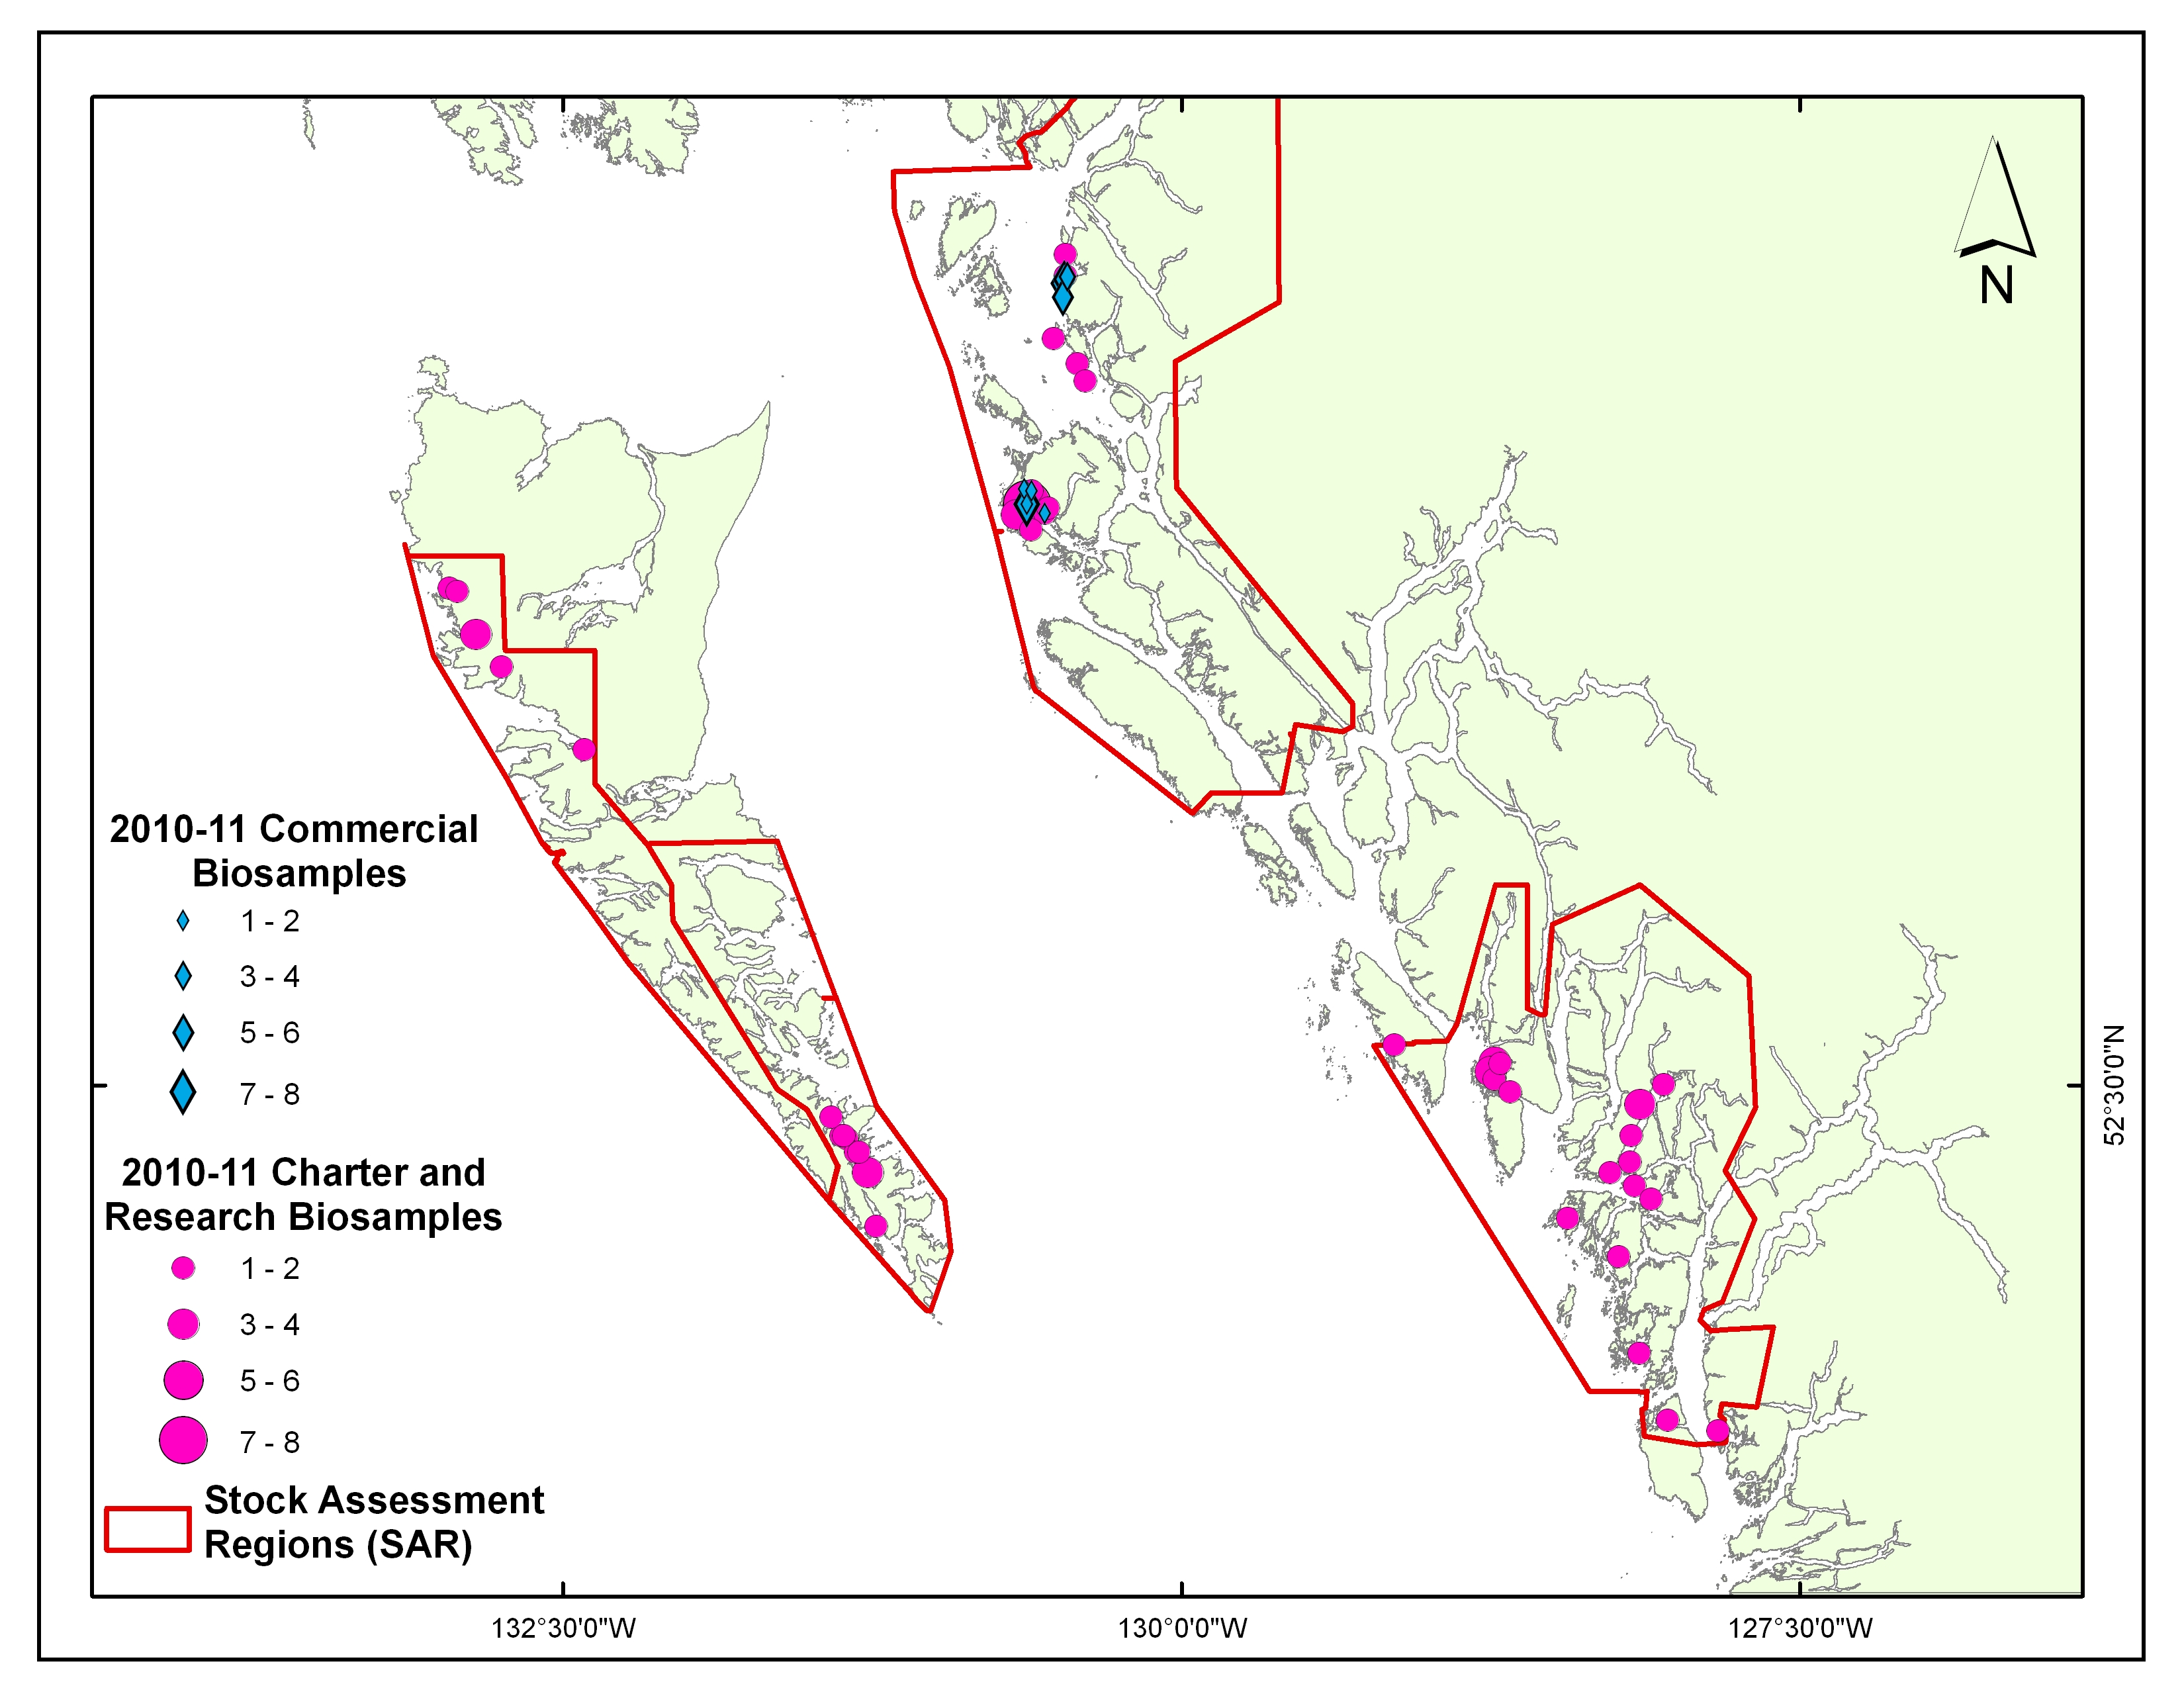 N
2010-11 Commercial
Biosamples
1 - 2
3 - 4
5 - 6
7 - 8
2010-11 Charter and
Research Biosamples
1 - 2
3 - 4
5 - 6
7 - 8
Stock Assessment
Regions (SAR)
52°30'0"N
132°30'0"W
130°0'0"W
127°30'0"W